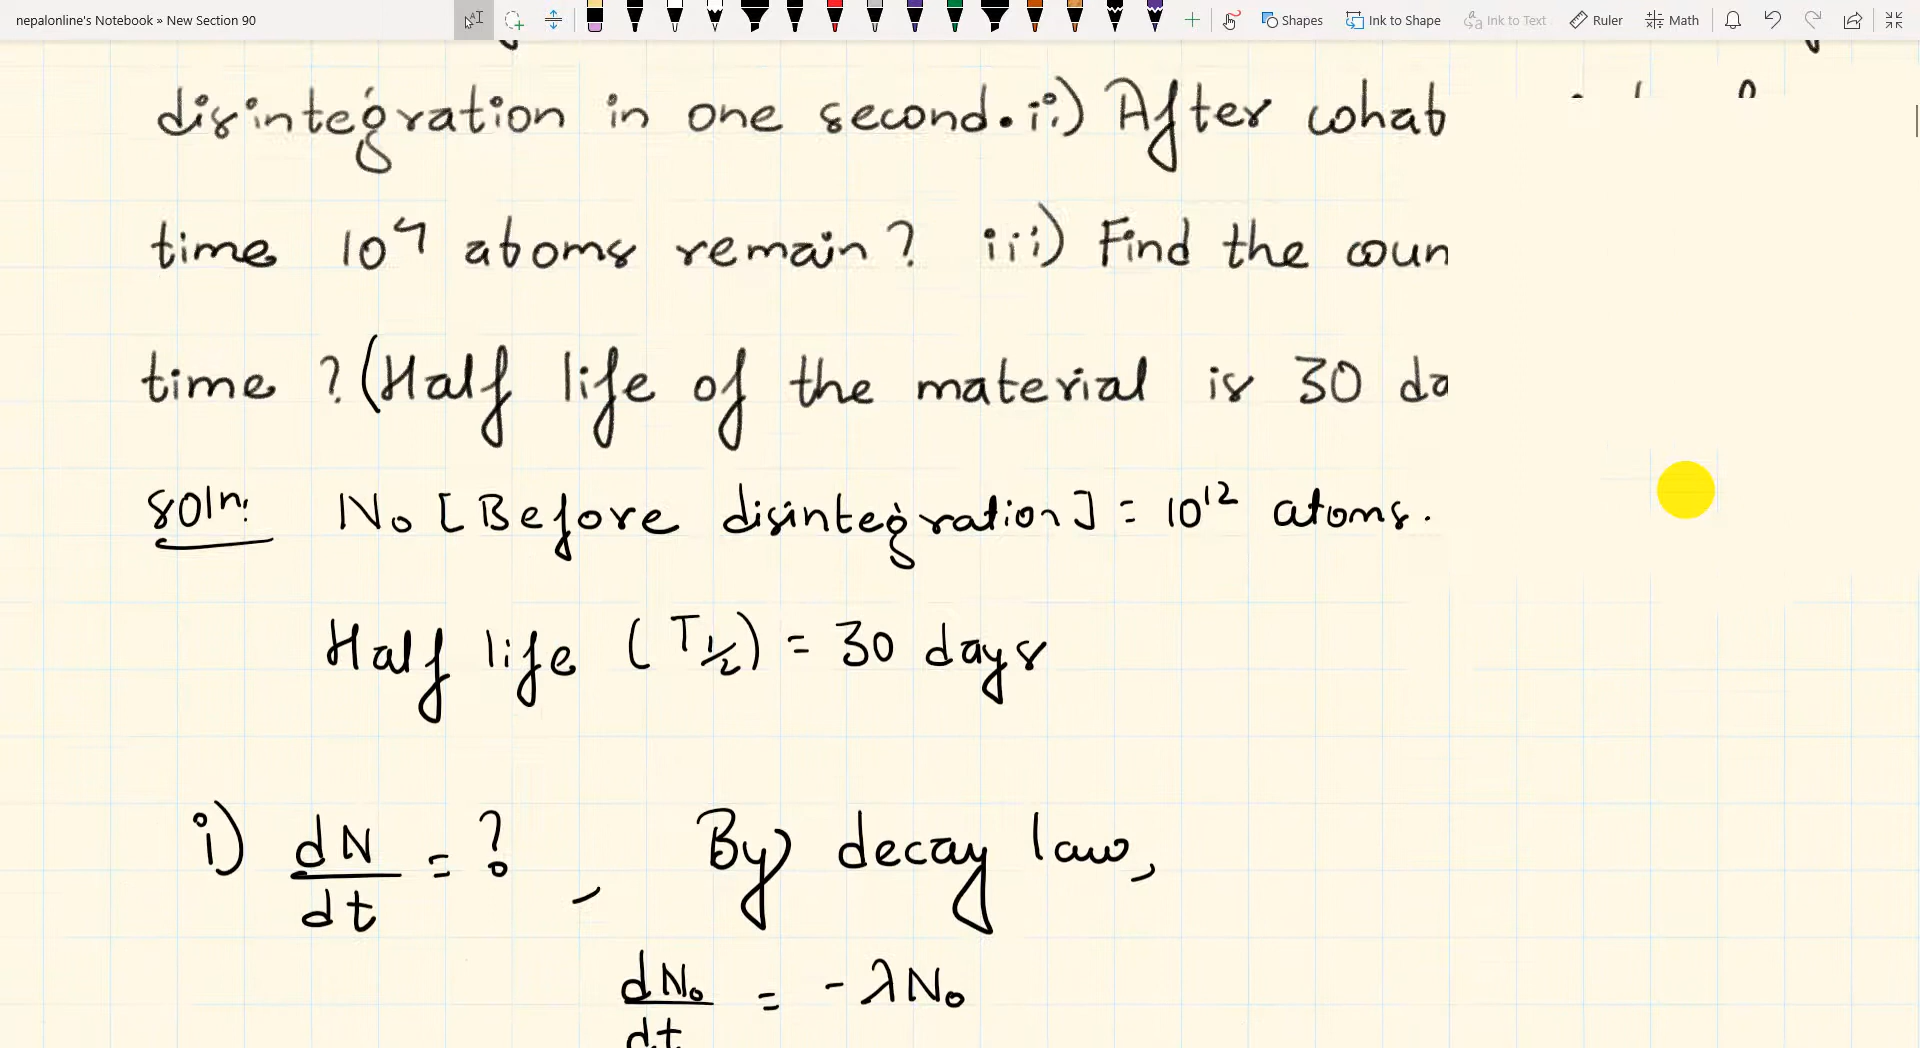 nepalonline's Notebook » New Section 90
Shapes Ink to Shape Ink to Text Ruler Math
disintegration in one second. ii) After what
time 10⁴ atoms remain? iii) Find the coun
time ? (Half life of the material is 30 da
soln: N₀ [Before disintegration] = 10¹² atoms.
Half life (T½) = 30 days
i) dN/dt = ? , By decay law,
dN₀/dt = -λN₀